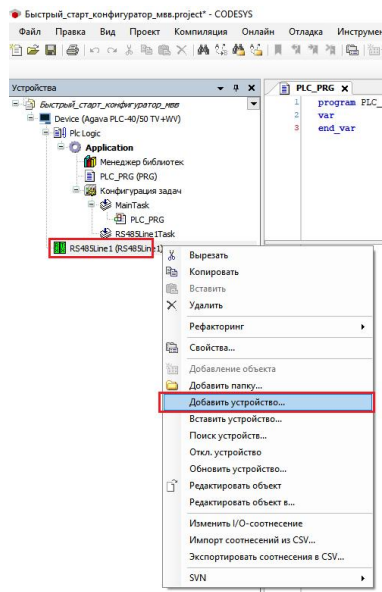 Быстрый_старт_конфигуратор_мвв.project* - CODESYS
Файл Правка Вид Проект Компиляция Онлайн Отладка Инструмен
Устройства
PLC_PRG
Быстрый_старт_конфигуратор_мвв
1 program PLC_
Device (Agava PLC-40/50 TV+WV)
2 var
Plc Logic
3 end_var
Application
Менеджер библиотек
PLC_PRG (PRG)
Конфигурация задач
MainTask
PLC_PRG
RS485Line1Task
RS485Line1 (RS485Line1)
Вырезать
Копировать
Вставить
Удалить
Рефакторинг
Свойства...
Добавление объекта
Добавить папку...
Добавить устройство...
Вставить устройство...
Поиск устройств...
Откл. устройство
Обновить устройство...
Редактировать объект
Редактировать объект в...
Изменить I/O-соотнесение
Импорт соотнесений из CSV...
Экспортировать соотнесения в CSV...
SVN